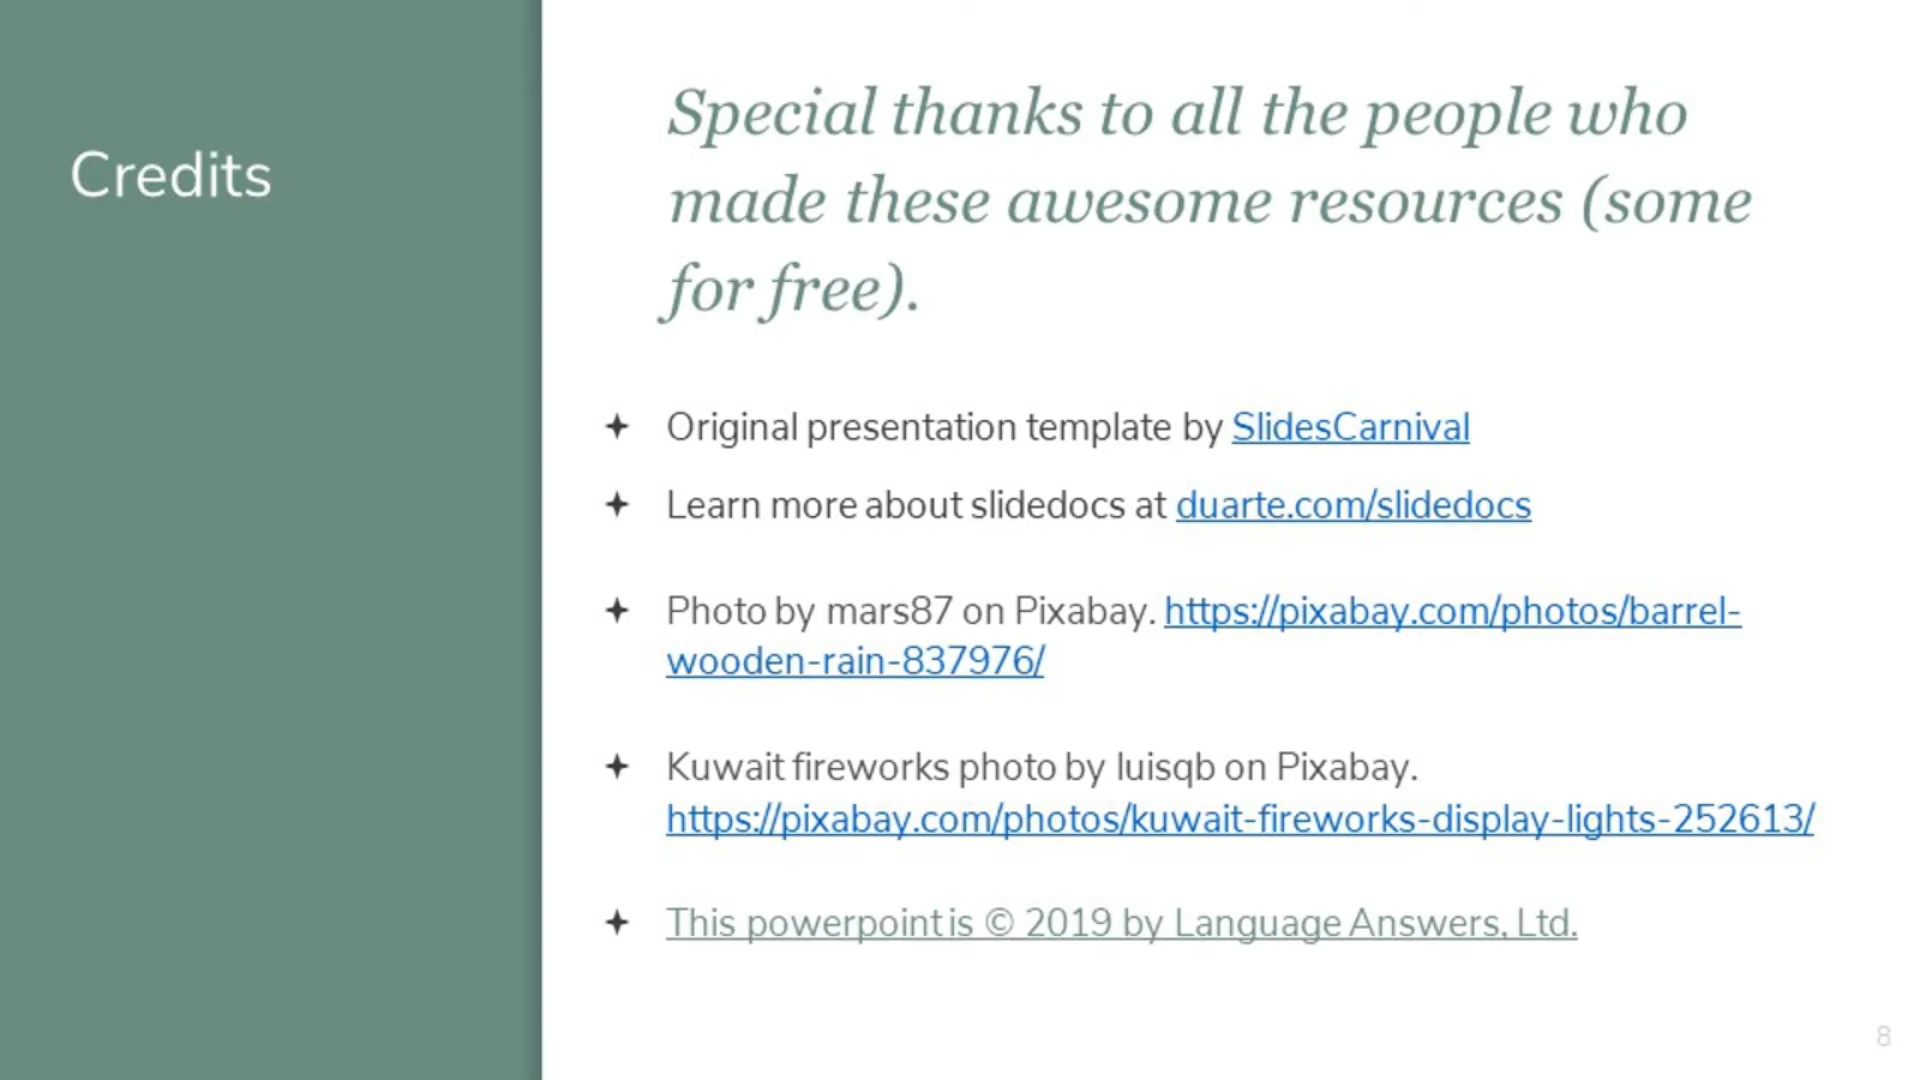 Credits
Special thanks to all the people who
made these awesome resources (some
for free).
✦ Original presentation template by SlidesCarnival
✦ Learn more about slidedocs at duarte.com/slidedocs
✦ Photo by mars87 on Pixabay. https://pixabay.com/photos/barrel-
wooden-rain-837976/
✦ Kuwait fireworks photo by luisqb on Pixabay.
https://pixabay.com/photos/kuwait-fireworks-display-lights-252613/
✦ This powerpoint is © 2019 by Language Answers, Ltd.
8